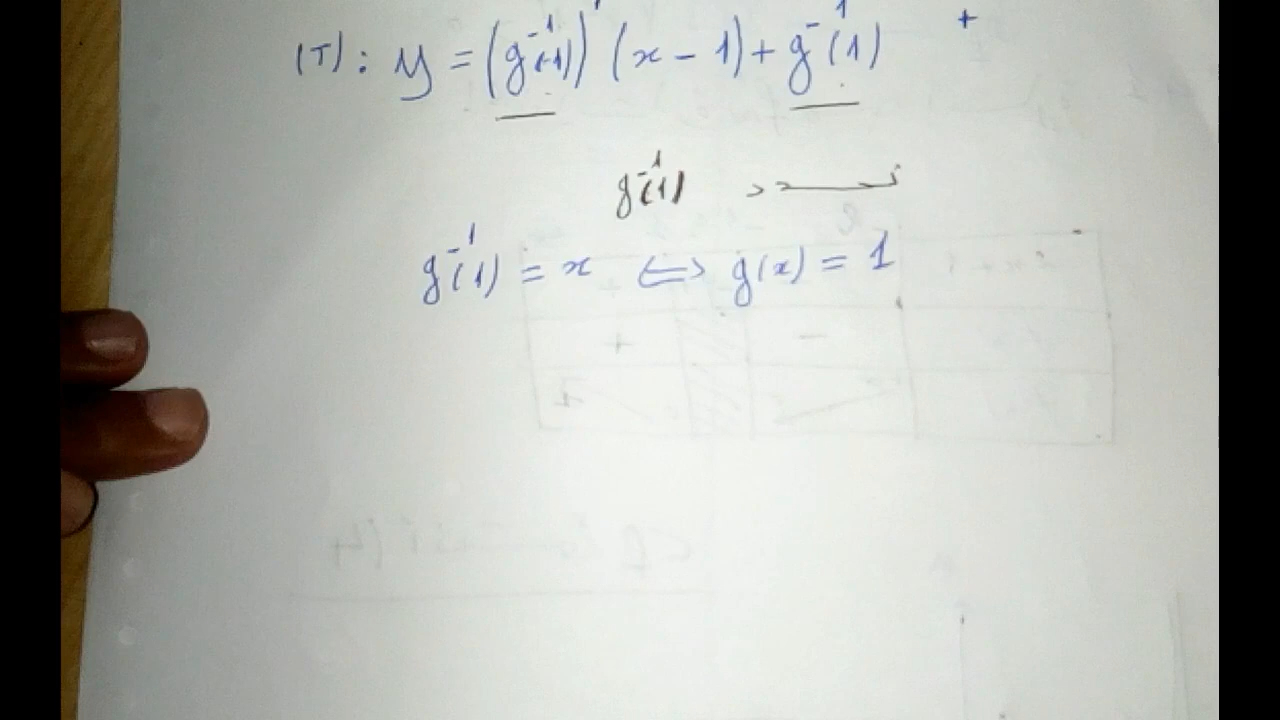 (T): y = (g⁻¹(1))' (x - 1) + g⁻¹(1)
g⁻¹(1)
g⁻¹(1) = x ⟺ g(x) = 1